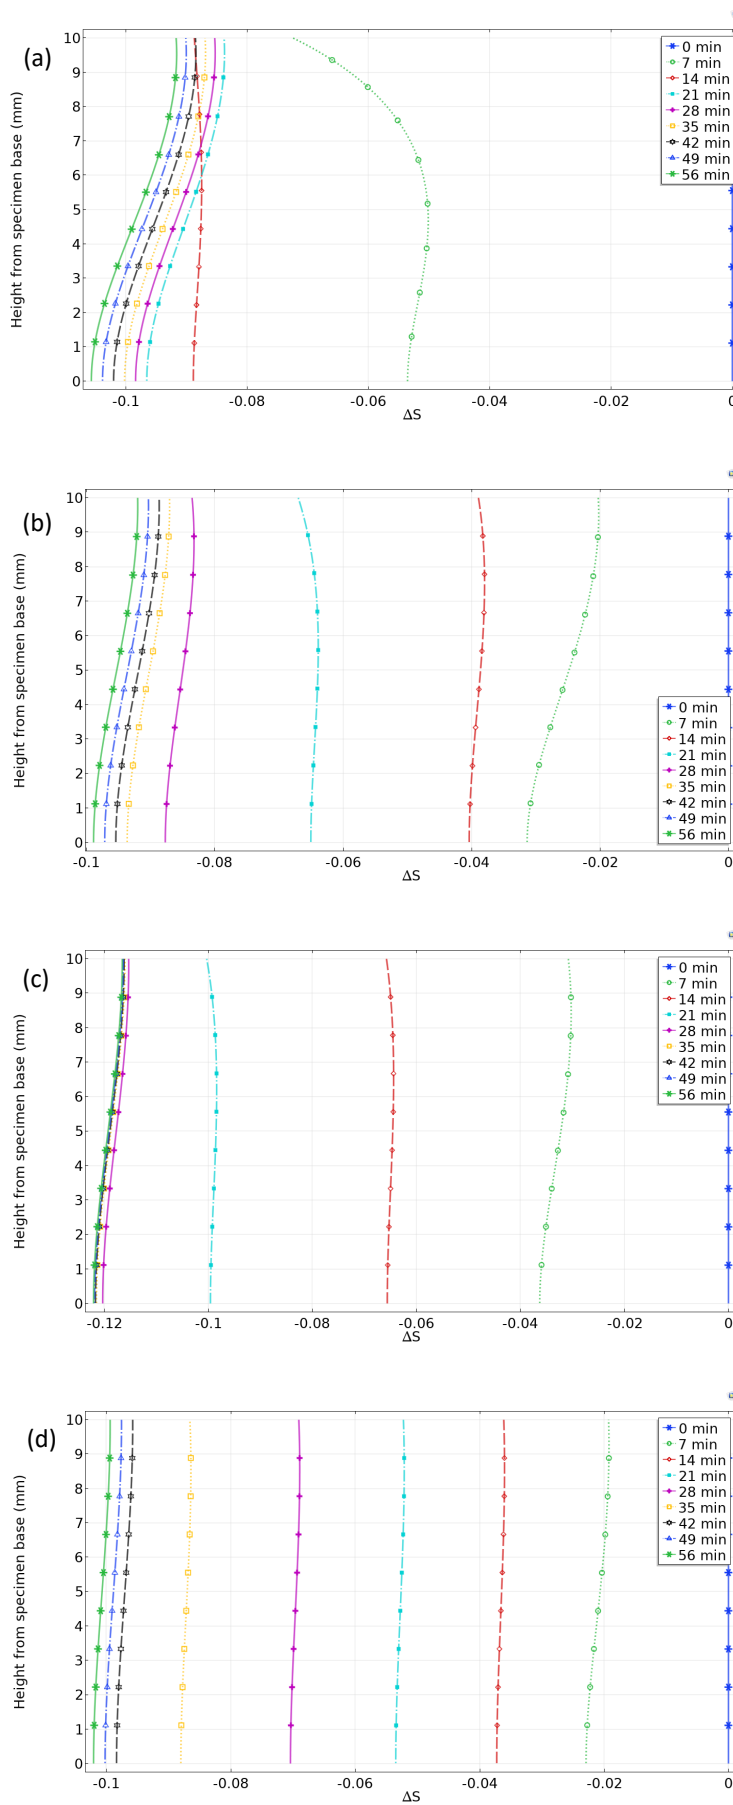 (a)
Height from specimen base (mm)
10
9
8
7
6
5
4
3
2
1
0
-0.1 -0.08 -0.06 -0.04 -0.02 0
ΔS
0 min
7 min
14 min
21 min
28 min
35 min
42 min
49 min
56 min
(b)
Height from specimen base (mm)
10
9
8
7
6
5
4
3
2
1
0
-0.1 -0.08 -0.06 -0.04 -0.02 0
ΔS
0 min
7 min
14 min
21 min
28 min
35 min
42 min
49 min
56 min
(c)
Height from specimen base (mm)
10
9
8
7
6
5
4
3
2
1
0
-0.12 -0.1 -0.08 -0.06 -0.04 -0.02 0
ΔS
0 min
7 min
14 min
21 min
28 min
35 min
42 min
49 min
56 min
(d)
Height from specimen base (mm)
10
9
8
7
6
5
4
3
2
1
0
-0.1 -0.08 -0.06 -0.04 -0.02 0
ΔS
0 min
7 min
14 min
21 min
28 min
35 min
42 min
49 min
56 min